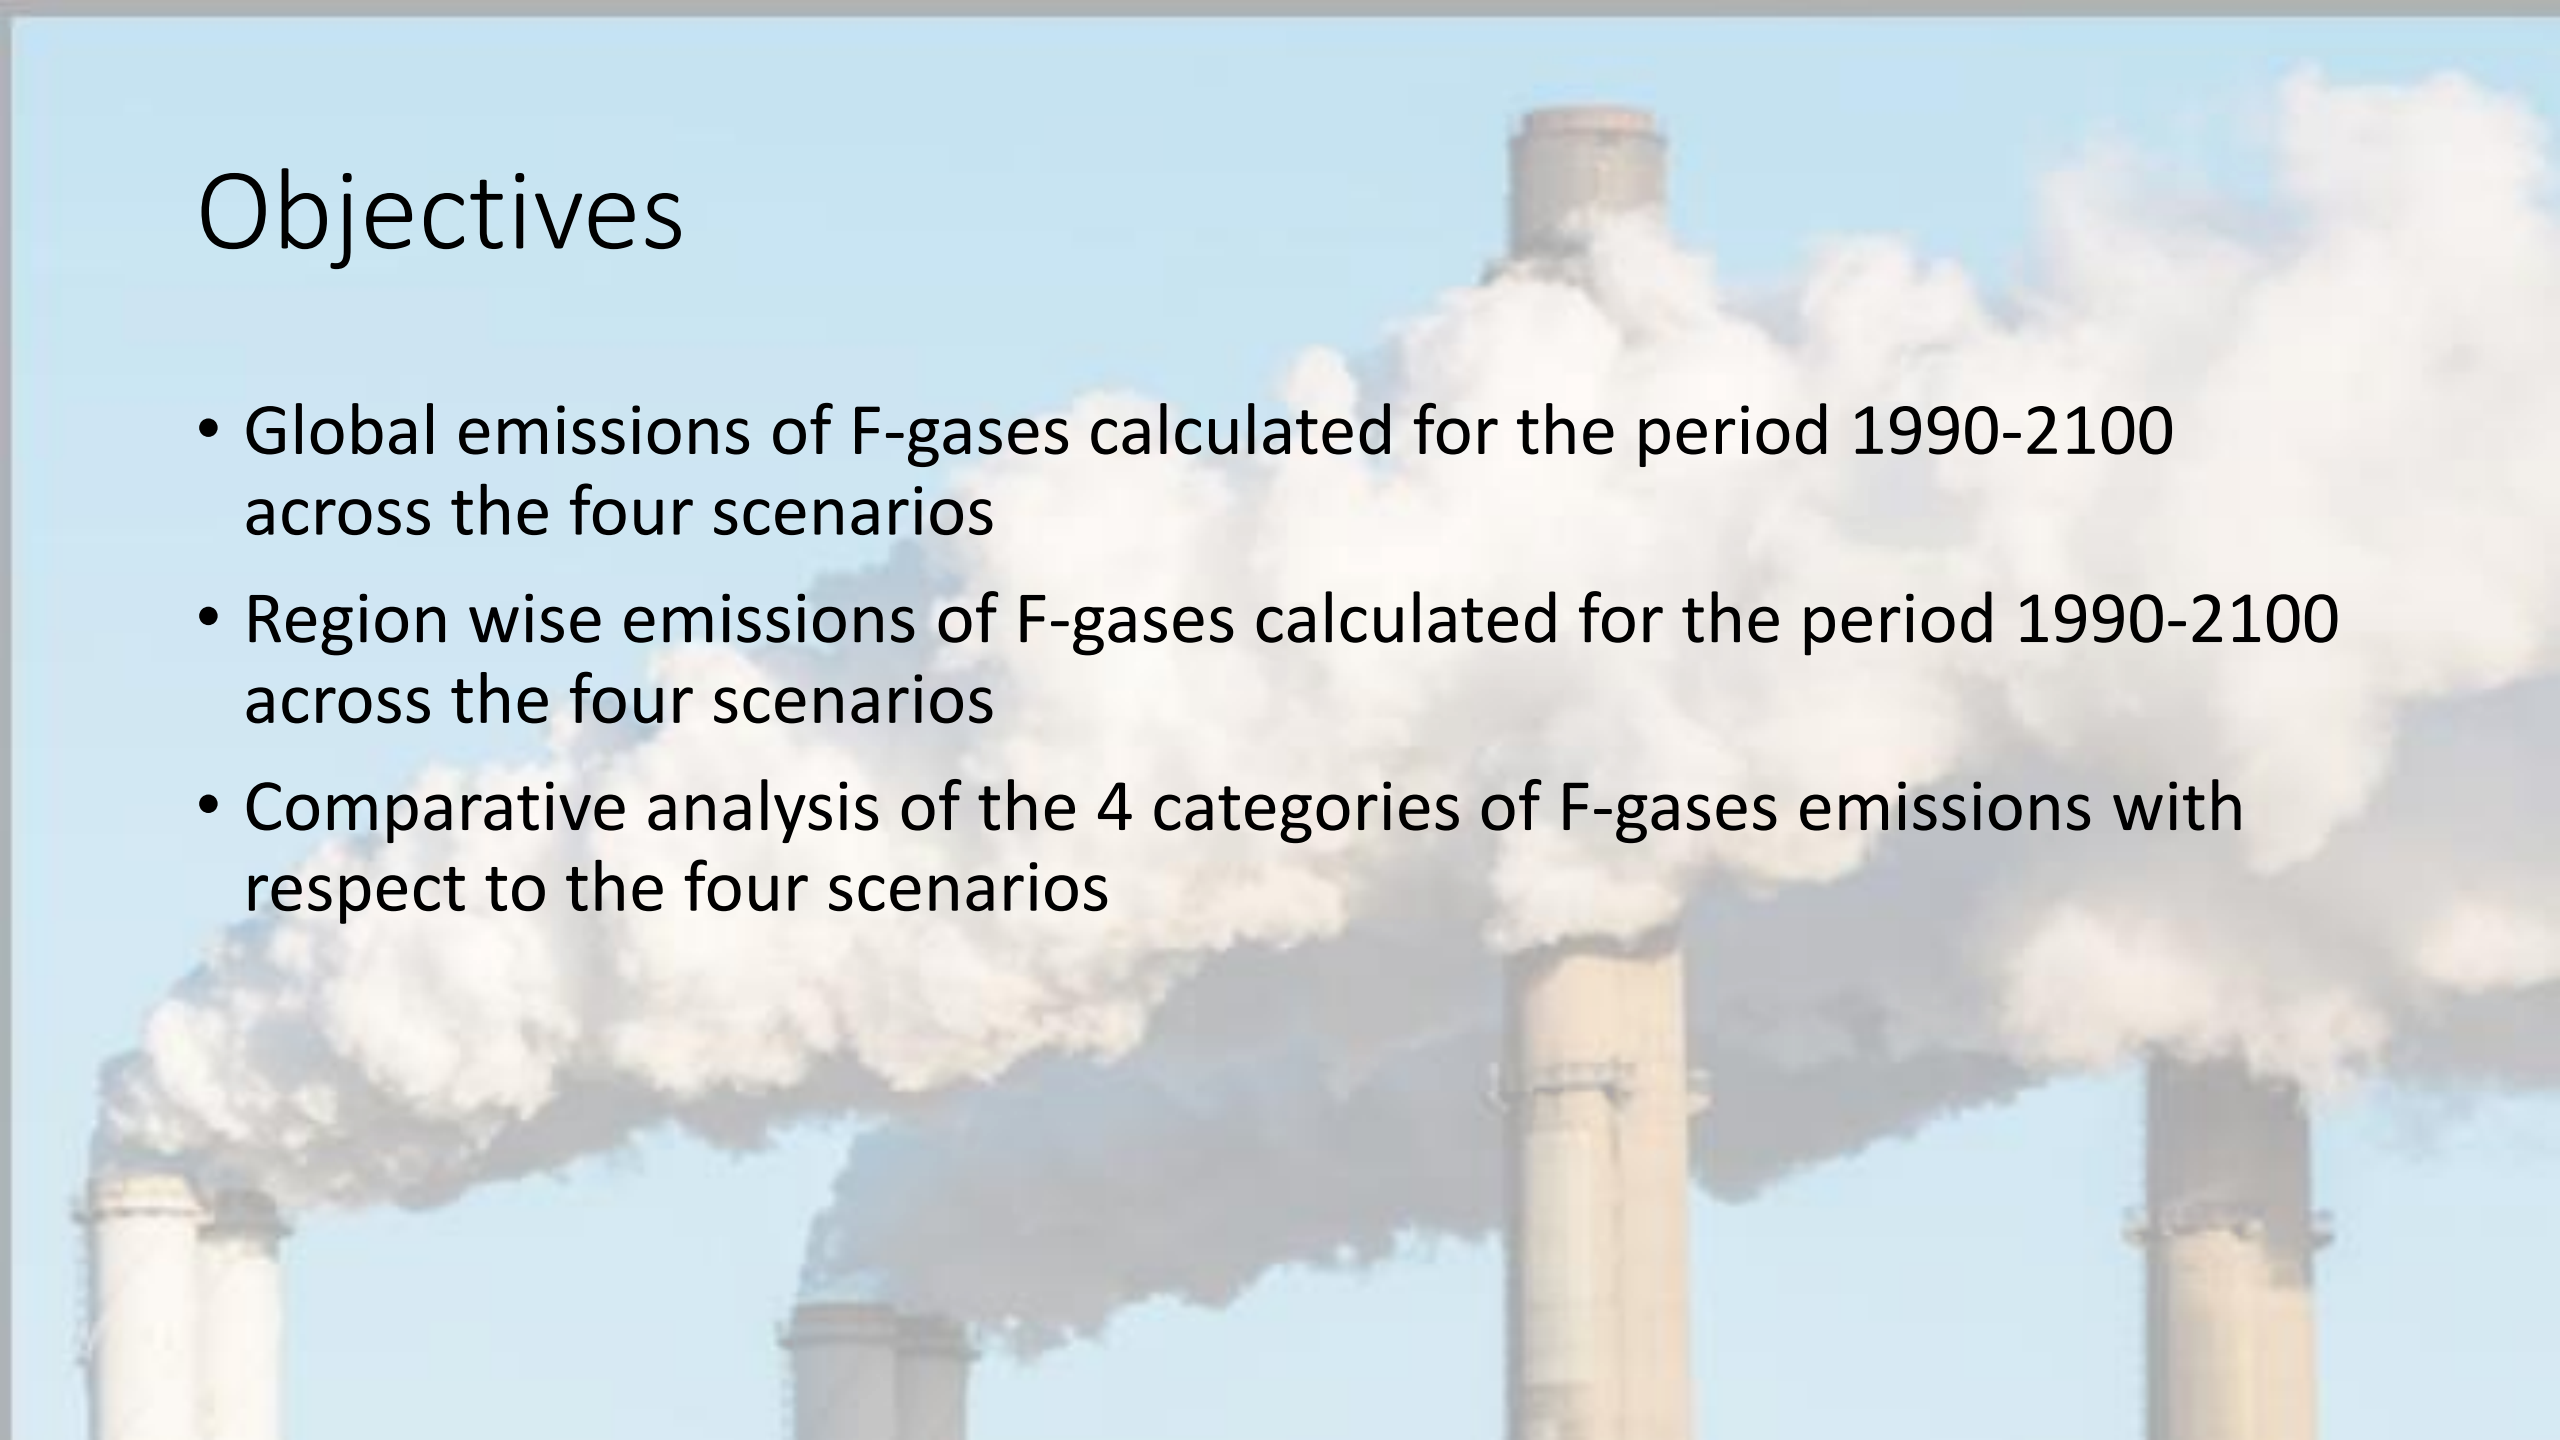 Objectives
• Global emissions of F-gases calculated for the period 1990-2100
across the four scenarios
• Region wise emissions of F-gases calculated for the period 1990-2100
across the four scenarios
• Comparative analysis of the 4 categories of F-gases emissions with
respect to the four scenarios